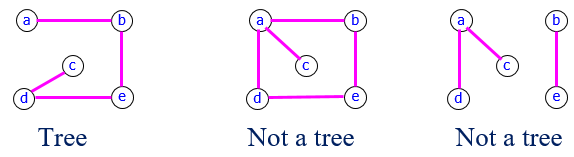 a b a b a b
c c c
d e d e d e
Tree Not a tree Not a tree